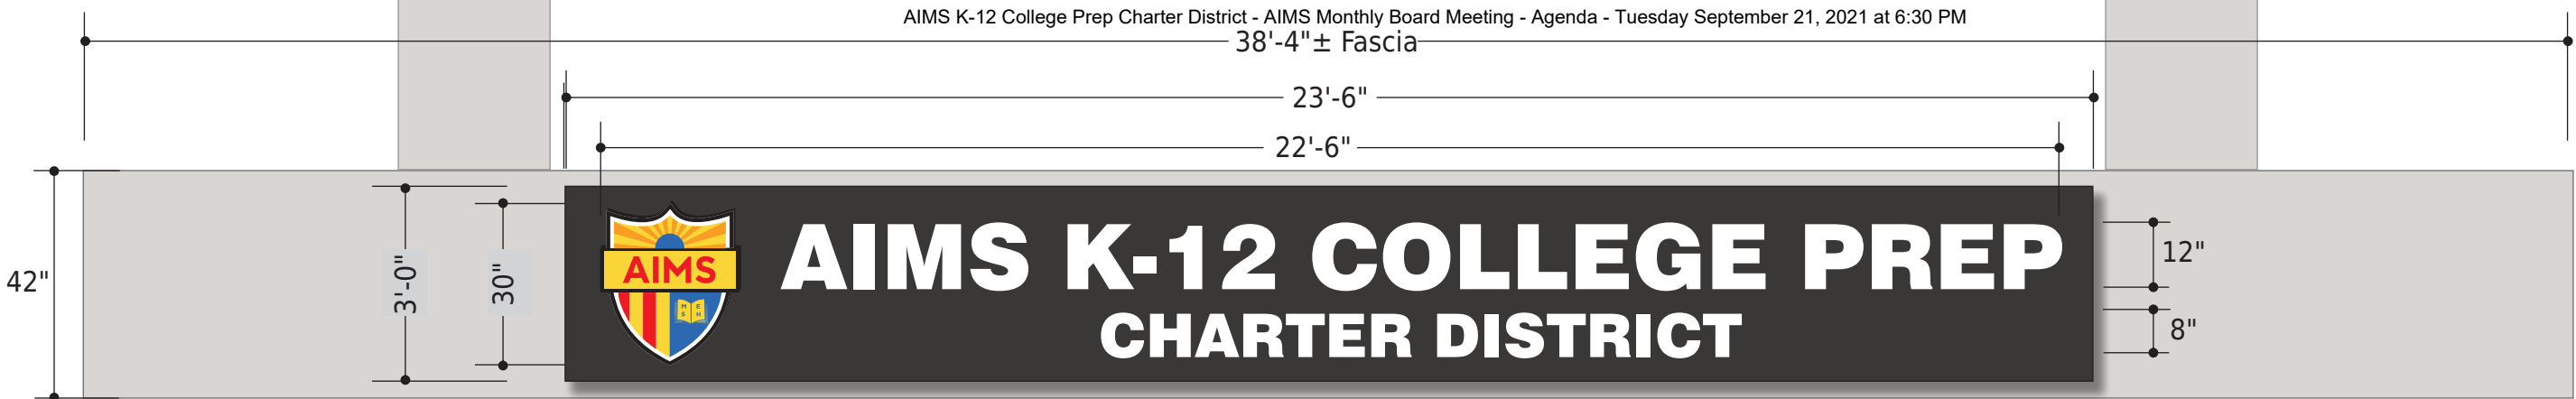 AIMS K-12 College Prep Charter District - AIMS Monthly Board Meeting - Agenda - Tuesday September 21, 2021 at 6:30 PM
38'-4"± Fascia
23'-6"
22'-6"
42"
3'-0"
30"
AIMS
M E
S H
AIMS K-12 COLLEGE PREP
CHARTER DISTRICT
12"
8"